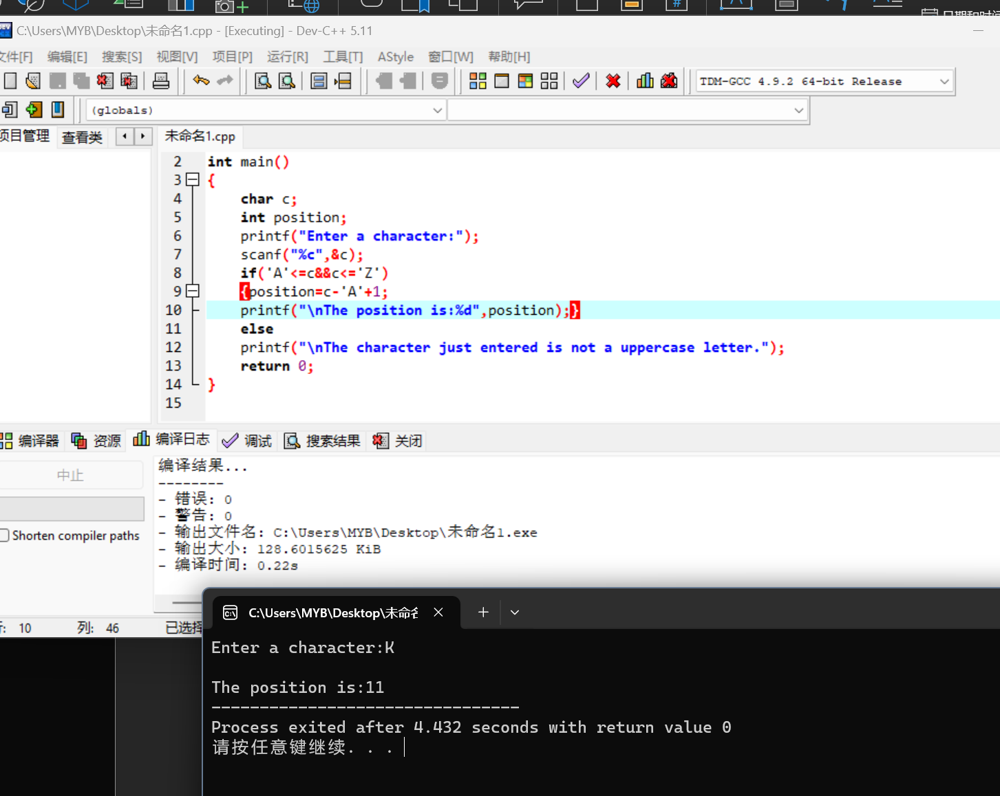 C:\Users\MYB\Desktop\未命名1.cpp - [Executing] - Dev-C++ 5.11
文件[F] 编辑[E] 搜索[S] 视图[V] 项目[P] 运行[R] 工具[T] AStyle 窗口[W] 帮助[H]
TDM-GCC 4.9.2 64-bit Release
(globals)
项目管理 查看类 未命名1.cpp
2 int main()
3 {
4 char c;
5 int position;
6 printf("Enter a character:");
7 scanf("%c",&c);
8 if('A'<=c&&c<='Z')
9 {position=c-'A'+1;
10 printf("\nThe position is:%d",position);}
11 else
12 printf("\nThe character just entered is not a uppercase letter.");
13 return 0;
14 }
15
编译器 资源 编译日志 调试 搜索结果 关闭
中止
Shorten compiler paths
编译结果...
--------
- 错误: 0
- 警告: 0
- 输出文件名: C:\Users\MYB\Desktop\未命名1.exe
- 输出大小: 128.6015625 KiB
- 编译时间: 0.22s
行: 10 列: 46 已选择
C:\Users\MYB\Desktop\未命名
Enter a character:K
The position is:11
--------------------------------
Process exited after 4.432 seconds with return value 0
请按任意键继续. . .